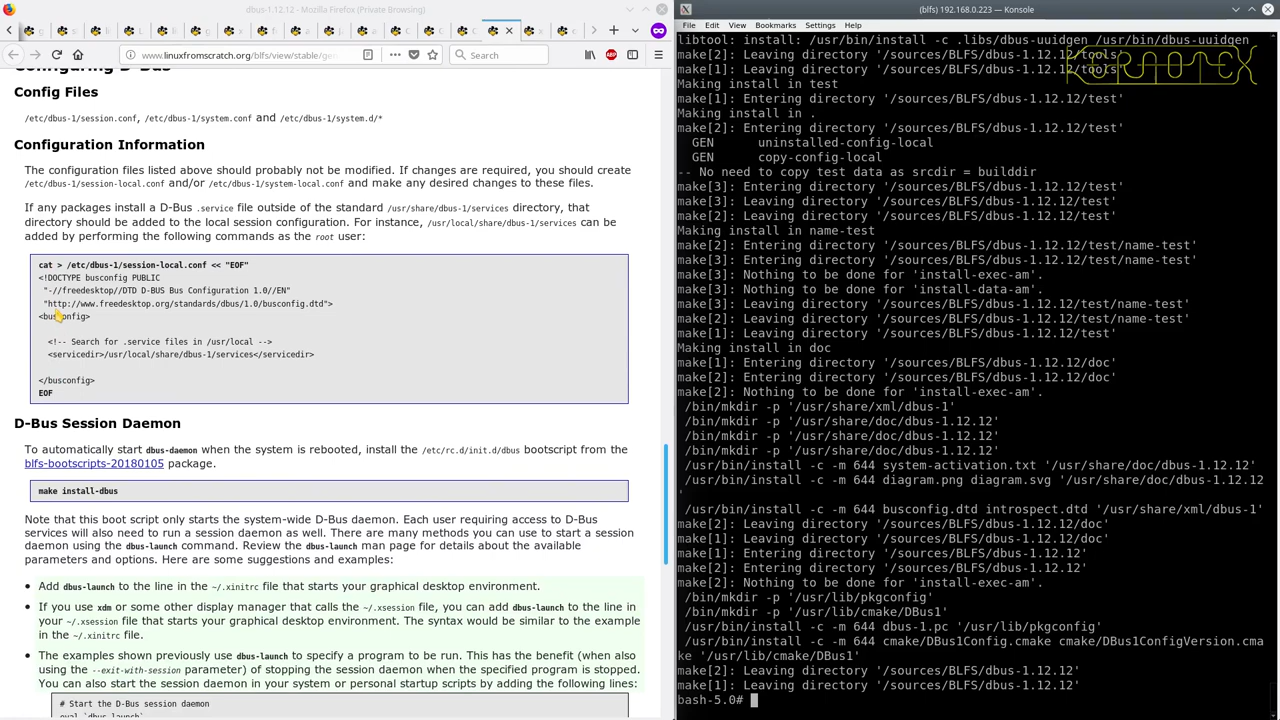 dbus-1.12.12 - Mozilla Firefox (Private Browsing)
www.linuxfromscratch.org/blfs/view/stable/ge
Search
Configuring D-Bus
Config Files
/etc/dbus-1/session.conf, /etc/dbus-1/system.conf and /etc/dbus-1/system.d/*
Configuration Information
The configuration files listed above should probably not be modified. If changes are required, you should create
/etc/dbus-1/session-local.conf and/or /etc/dbus-1/system-local.conf and make any desired changes to these files.
If any packages install a D-Bus .service file outside of the standard /usr/share/dbus-1/services directory, that
directory should be added to the local session configuration. For instance, /usr/local/share/dbus-1/services can be
added by performing the following commands as the root user:
cat > /etc/dbus-1/session-local.conf << "EOF"
<!DOCTYPE busconfig PUBLIC
"-//freedesktop//DTD D-BUS Bus Configuration 1.0//EN"
"http://www.freedesktop.org/standards/dbus/1.0/busconfig.dtd">
<busconfig>
<!-- Search for .service files in /usr/local -->
<servicedir>/usr/local/share/dbus-1/services</servicedir>
</busconfig>
EOF
D-Bus Session Daemon
To automatically start dbus-daemon when the system is rebooted, install the /etc/rc.d/init.d/dbus bootscript from the
blfs-bootscripts-20180105 package.
make install-dbus
Note that this boot script only starts the system-wide D-Bus daemon. Each user requiring access to D-Bus
services will also need to run a session daemon as well. There are many methods you can use to start a session
daemon using the dbus-launch command. Review the dbus-launch man page for details about the available
parameters and options. Here are some suggestions and examples:
Add dbus-launch to the line in the ~/.xinitrc file that starts your graphical desktop environment.
If you use xdm or some other display manager that calls the ~/.xsession file, you can add dbus-launch to the line in
your ~/.xsession file that starts your graphical desktop environment. The syntax would be similar to the example
in the ~/.xinitrc file.
The examples shown previously use dbus-launch to specify a program to be run. This has the benefit (when also
using the --exit-with-session parameter) of stopping the session daemon when the specified program is stopped.
You can also start the session daemon in your system or personal startup scripts by adding the following lines:
# Start the D-Bus session daemon
eval `dbus-launch`
(blfs) 192.168.0.223 — Konsole
File Edit View Bookmarks Settings Help
libtool: install: /usr/bin/install -c .libs/dbus-uuidgen /usr/bin/dbus-uuidgen
make[2]: Leaving directory '/sources/BLFS/dbus-1.12.12/tools'
make[1]: Leaving directory '/sources/BLFS/dbus-1.12.12/tools'
Making install in test
make[1]: Entering directory '/sources/BLFS/dbus-1.12.12/test'
Making install in .
make[2]: Entering directory '/sources/BLFS/dbus-1.12.12/test'
GEN uninstalled-config-local
GEN copy-config-local
-- No need to copy test data as srcdir = builddir
make[3]: Entering directory '/sources/BLFS/dbus-1.12.12/test'
make[3]: Leaving directory '/sources/BLFS/dbus-1.12.12/test'
make[2]: Leaving directory '/sources/BLFS/dbus-1.12.12/test'
Making install in name-test
make[2]: Entering directory '/sources/BLFS/dbus-1.12.12/test/name-test'
make[3]: Entering directory '/sources/BLFS/dbus-1.12.12/test/name-test'
make[3]: Nothing to be done for 'install-exec-am'.
make[3]: Nothing to be done for 'install-data-am'.
make[3]: Leaving directory '/sources/BLFS/dbus-1.12.12/test/name-test'
make[2]: Leaving directory '/sources/BLFS/dbus-1.12.12/test/name-test'
make[1]: Leaving directory '/sources/BLFS/dbus-1.12.12/test'
Making install in doc
make[1]: Entering directory '/sources/BLFS/dbus-1.12.12/doc'
make[2]: Entering directory '/sources/BLFS/dbus-1.12.12/doc'
make[2]: Nothing to be done for 'install-exec-am'.
/bin/mkdir -p '/usr/share/xml/dbus-1'
/bin/mkdir -p '/usr/share/doc/dbus-1.12.12'
/bin/mkdir -p '/usr/share/doc/dbus-1.12.12'
/bin/mkdir -p '/usr/share/doc/dbus-1.12.12'
/usr/bin/install -c -m 644 system-activation.txt '/usr/share/doc/dbus-1.12.12'
/usr/bin/install -c -m 644 diagram.png diagram.svg '/usr/share/doc/dbus-1.12.12
'
/usr/bin/install -c -m 644 busconfig.dtd introspect.dtd '/usr/share/xml/dbus-1'
make[2]: Leaving directory '/sources/BLFS/dbus-1.12.12/doc'
make[1]: Leaving directory '/sources/BLFS/dbus-1.12.12/doc'
make[1]: Entering directory '/sources/BLFS/dbus-1.12.12'
make[2]: Entering directory '/sources/BLFS/dbus-1.12.12'
make[2]: Nothing to be done for 'install-exec-am'.
/bin/mkdir -p '/usr/lib/pkgconfig'
/bin/mkdir -p '/usr/lib/cmake/DBus1'
/usr/bin/install -c -m 644 dbus-1.pc '/usr/lib/pkgconfig'
/usr/bin/install -c -m 644 cmake/DBus1Config.cmake cmake/DBus1ConfigVersion.cma
ke '/usr/lib/cmake/DBus1'
make[2]: Leaving directory '/sources/BLFS/dbus-1.12.12'
make[1]: Leaving directory '/sources/BLFS/dbus-1.12.12'
bash-5.0#